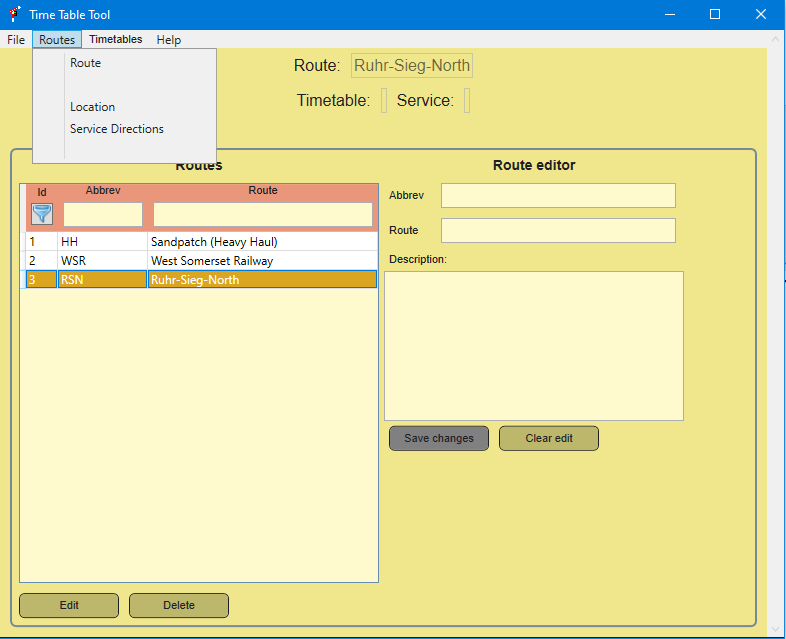 Time Table Tool
File Routes Timetables Help
Route
Location
Service Directions
Route: Ruhr-Sieg-North
Timetable: Service:
Routes
Id Abbrev Route
1 HH Sandpatch (Heavy Haul)
2 WSR West Somerset Railway
3 RSN Ruhr-Sieg-North
Edit Delete
Route editor
Abbrev
Route
Description:
Save changes Clear edit